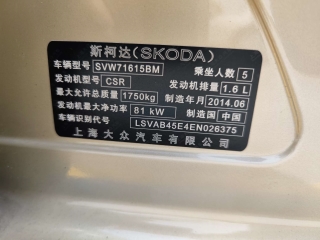 斯柯达(SKODA)
车辆型号 SVW71615BM 乘坐人数 5
发动机型号 CSR 发动机排量 1.6 L
最大允许总质量 1750kg 制造年月 2014.06
发动机最大净功率 81 kW 制造国 中国
车辆识别代号 LSVAB45E4EN026375
上海大众汽车有限公司